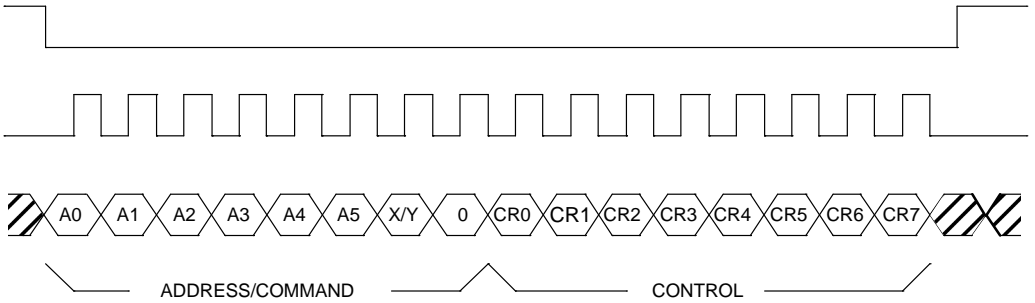 A0 A1 A2 A3 A4 A5 X/Y 0 CR0 CR1 CR2 CR3 CR4 CR5 CR6 CR7
ADDRESS/COMMAND CONTROL